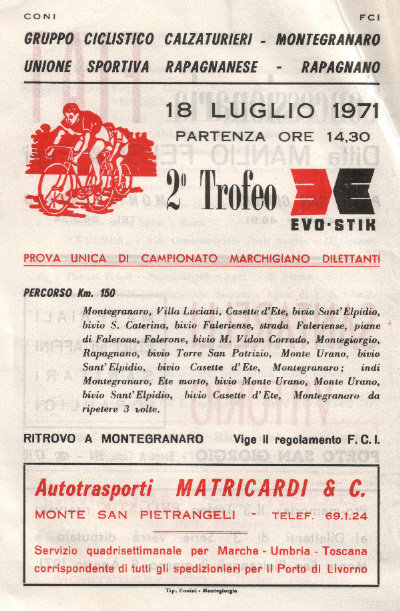 CONI FCI
GRUPPO CICLISTICO CALZATURIERI - MONTEGRANARO
UNIONE SPORTIVA RAPAGNANESE - RAPAGNANO
18 LUGLIO 1971
PARTENZA ORE 14,30
2° Trofeo
EVO-STIK
PROVA UNICA DI CAMPIONATO MARCHIGIANO DILETTANTI
PERCORSO Km. 150
Montegranaro, Villa Luciani, Casette d'Ete, bivio Sant'Elpidio,
bivio S. Caterina, bivio Faleriense, strada Faleriense, piane
di Falerone, Falerone, bivio M. Vidon Corrado, Montegiorgio,
Rapagnano, bivio Torre San Patrizio, Monte Urano, bivio
Sant'Elpidio, bivio Casette d'Ete, Montegranaro; indi
Montegranaro, Ete morto, bivio Monte Urano, Monte Urano,
bivio Sant'Elpidio, bivio Casette d'Ete, Montegranaro da
ripetere 3 volte.
RITROVO A MONTEGRANARO Vige il regolamento F.C.I.
Autotrasporti MATRICARDI & C.
MONTE SAN PIETRANGELI - TELEF. 69.1.24
Servizio quadrisettimanale per Marche - Umbria - Toscana
corrispondente di tutti gli spedizionieri per il Porto di Livorno
Tip. Zusini - Montegiorgio